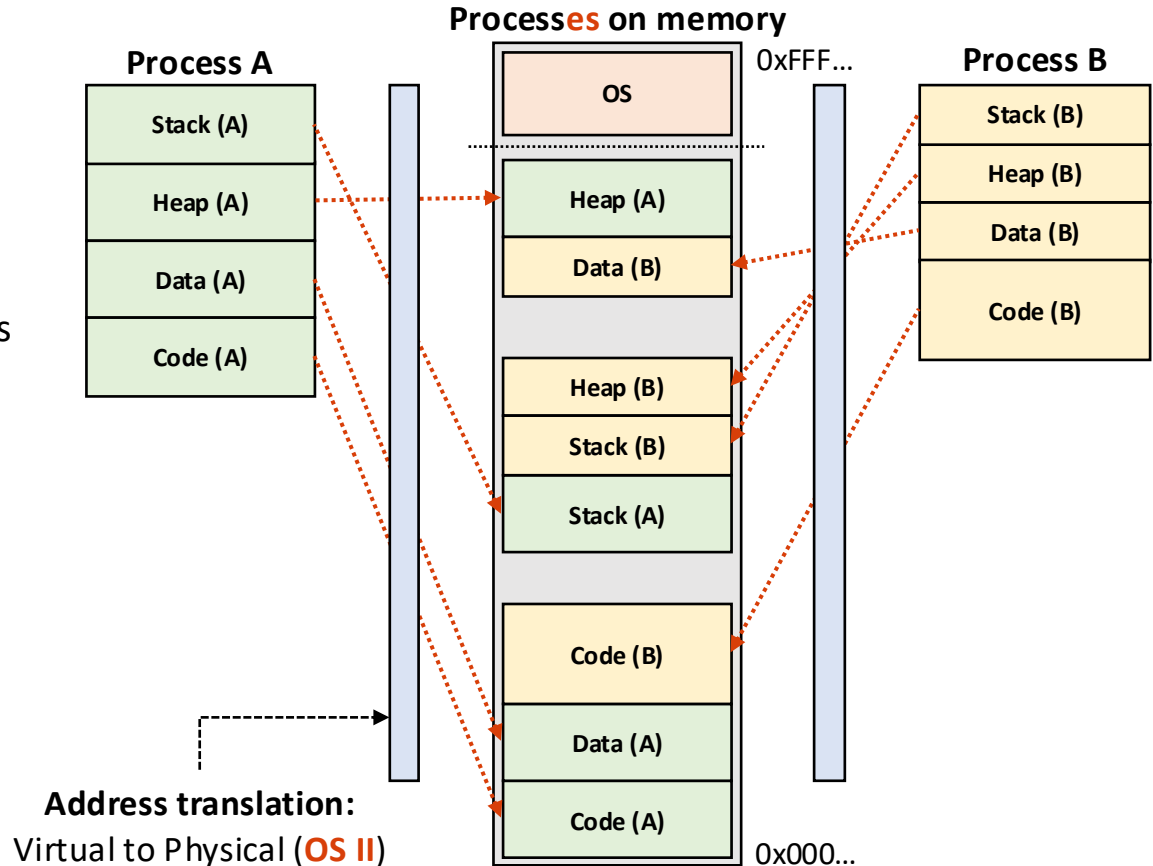 Processes on memory
Process A
Stack (A)
Heap (A)
Data (A)
Code (A)
s
OS
Heap (A)
Data (B)
Heap (B)
Stack (B)
Stack (A)
Code (B)
Data (A)
Code (A)
0xFFF...
0x000...
Process B
Stack (B)
Heap (B)
Data (B)
Code (B)
Address translation:
Virtual to Physical (OS II)